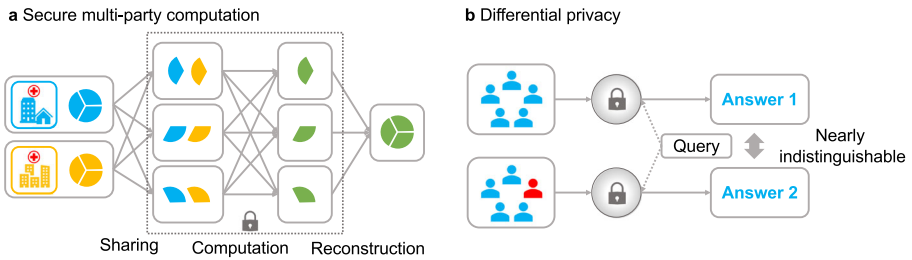 a Secure multi-party computation
Sharing
Computation
Reconstruction
b Differential privacy
Answer 1
Query
Nearly
indistinguishable
Answer 2